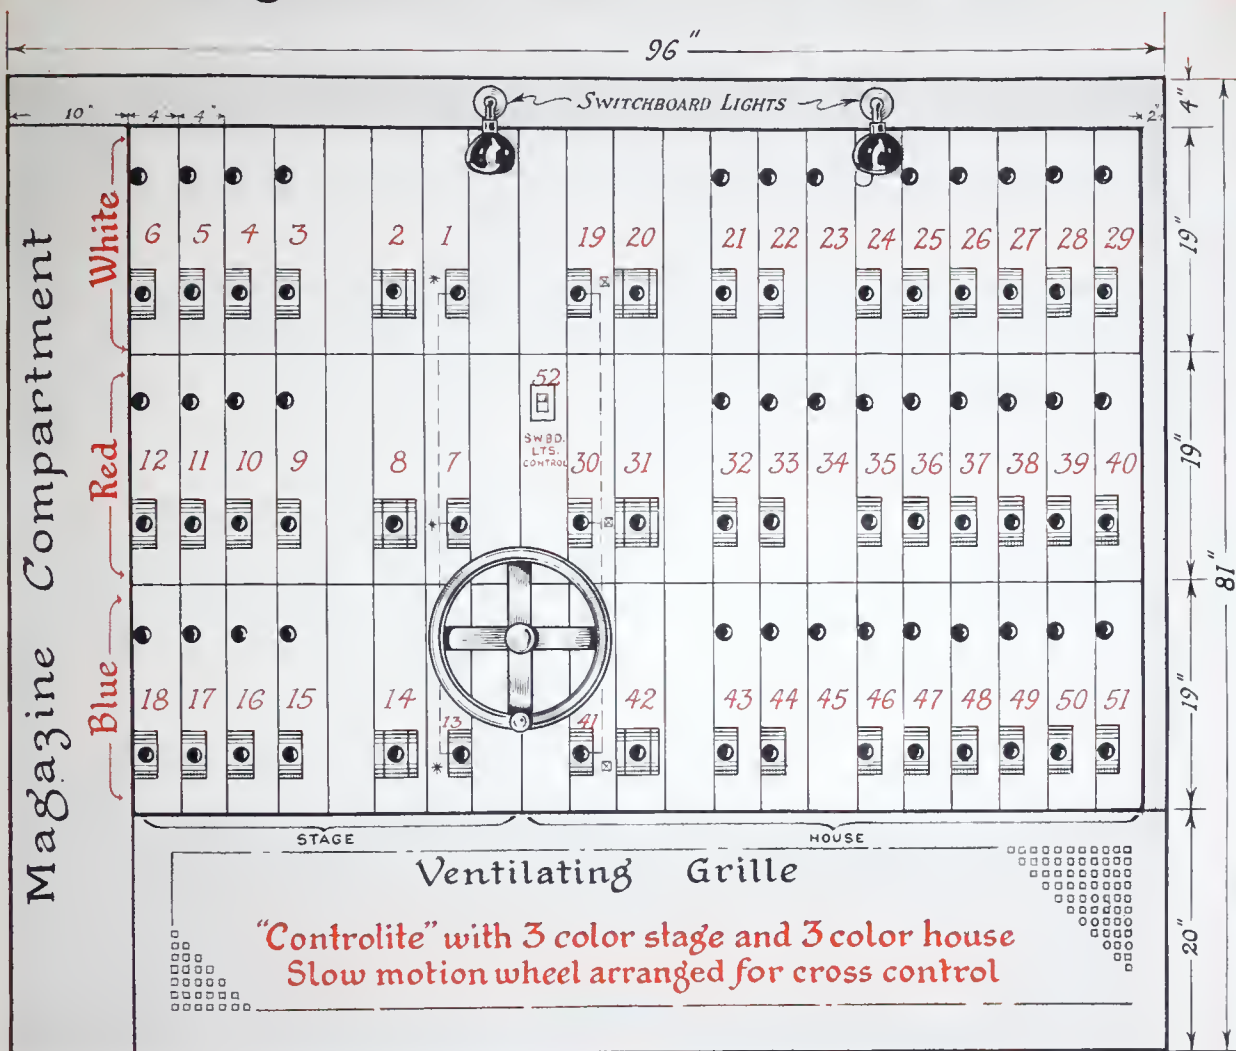 96"
SWITCHBOARD LIGHTS
10" 4" 4" 2" 4"
White
6 5 4 3 2 1 19 20 21 22 23 24 25 26 27 28 29
19"
52
SWBD.
LTS.
CONTROL
Red
12 11 10 9 8 7 30 31 32 33 34 35 36 37 38 39 40
19"
81"
Blue
18 17 16 15 14 13 41 42 43 44 45 46 47 48 49 50 51
19"
Magazine Compartment
STAGE HOUSE
Ventilating Grille
"Controlite" with 3 color stage and 3 color house
Slow motion wheel arranged for cross control
20"